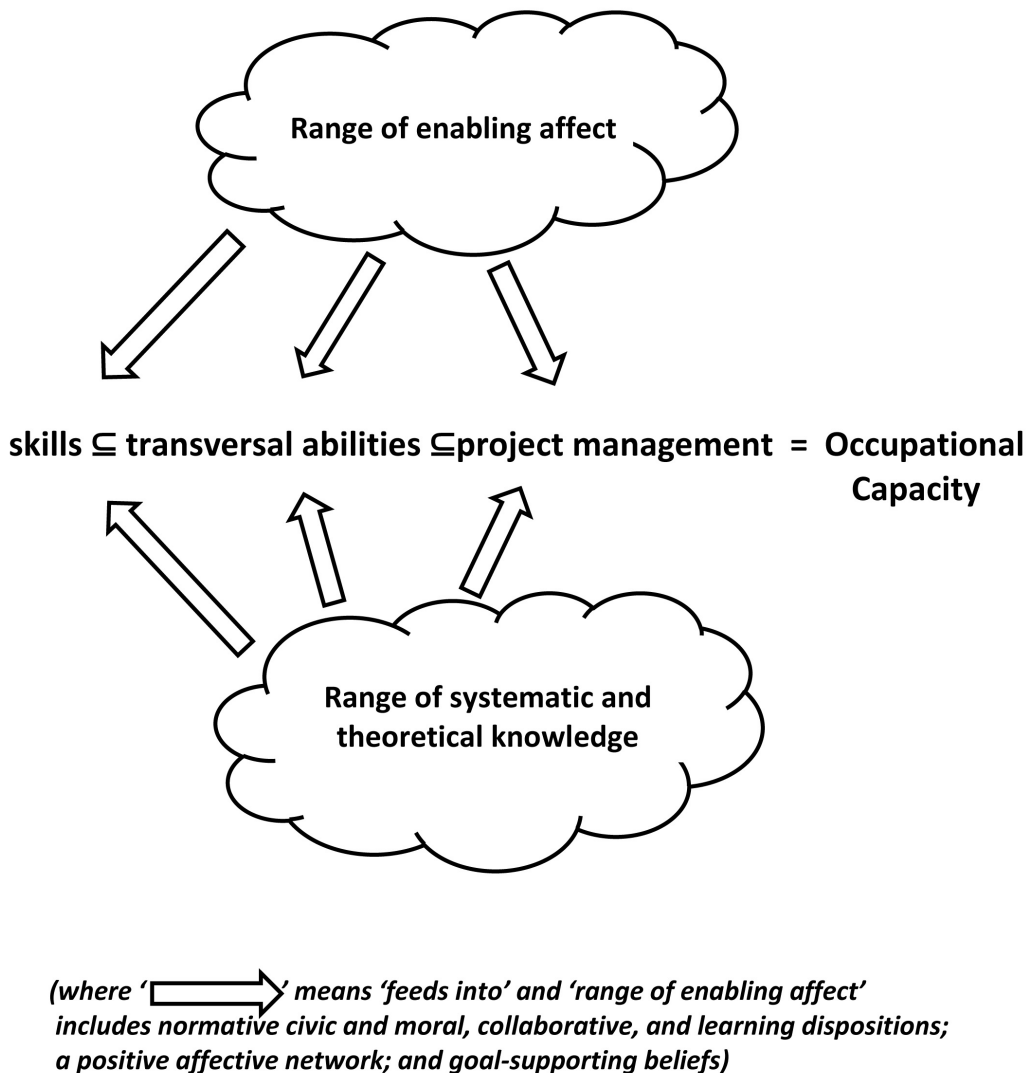 Range of enabling affect
skills ⊆ transversal abilities ⊆project management = Occupational
Capacity
Range of systematic and
theoretical knowledge
(where ‘ ’ means ‘feeds into’ and ‘range of enabling affect’
includes normative civic and moral, collaborative, and learning dispositions;
a positive affective network; and goal-supporting beliefs)